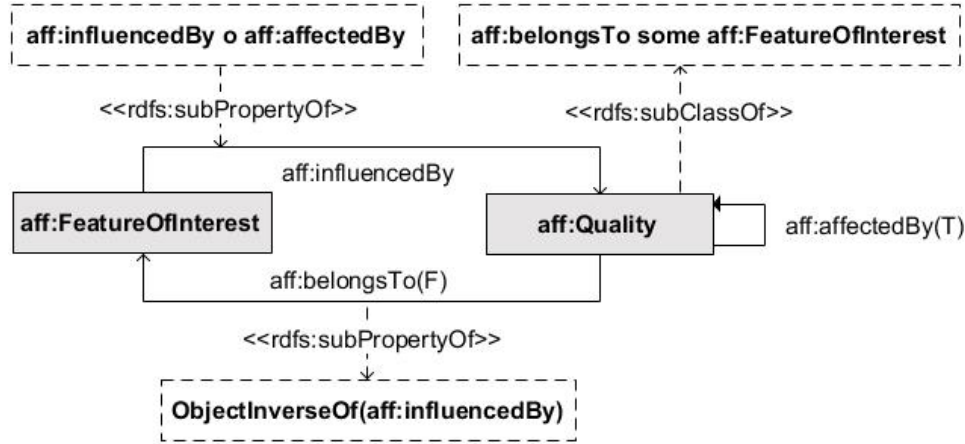 aff:influencedBy o aff:affectedBy
aff:belongsTo some aff:FeatureOfInterest
<<rdfs:subPropertyOf>>
<<rdfs:subClassOf>>
aff:influencedBy
aff:FeatureOfInterest
aff:Quality
aff:affectedBy(T)
aff:belongsTo(F)
<<rdfs:subPropertyOf>>
ObjectInverseOf(aff:influencedBy)